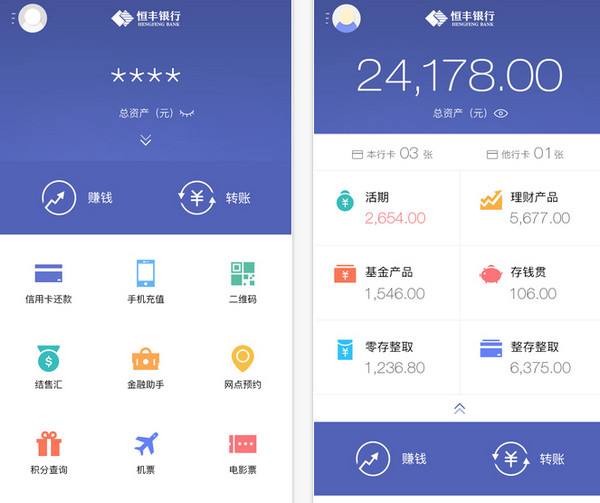 恒丰银行
HENGFENG BANK
****
总资产（元）
赚钱
转账
信用卡还款
手机充值
二维码
结售汇
金融助手
网点预约
积分查询
机票
电影票
恒丰银行
HENGFENG BANK
24,178.00
总资产（元）
本行卡 03 张
他行卡 01 张
活期
2,654.00
理财产品
5,677.00
基金产品
1,546.00
存钱贯
106.00
零存整取
1,236.80
整存整取
6,375.00
赚钱
转账